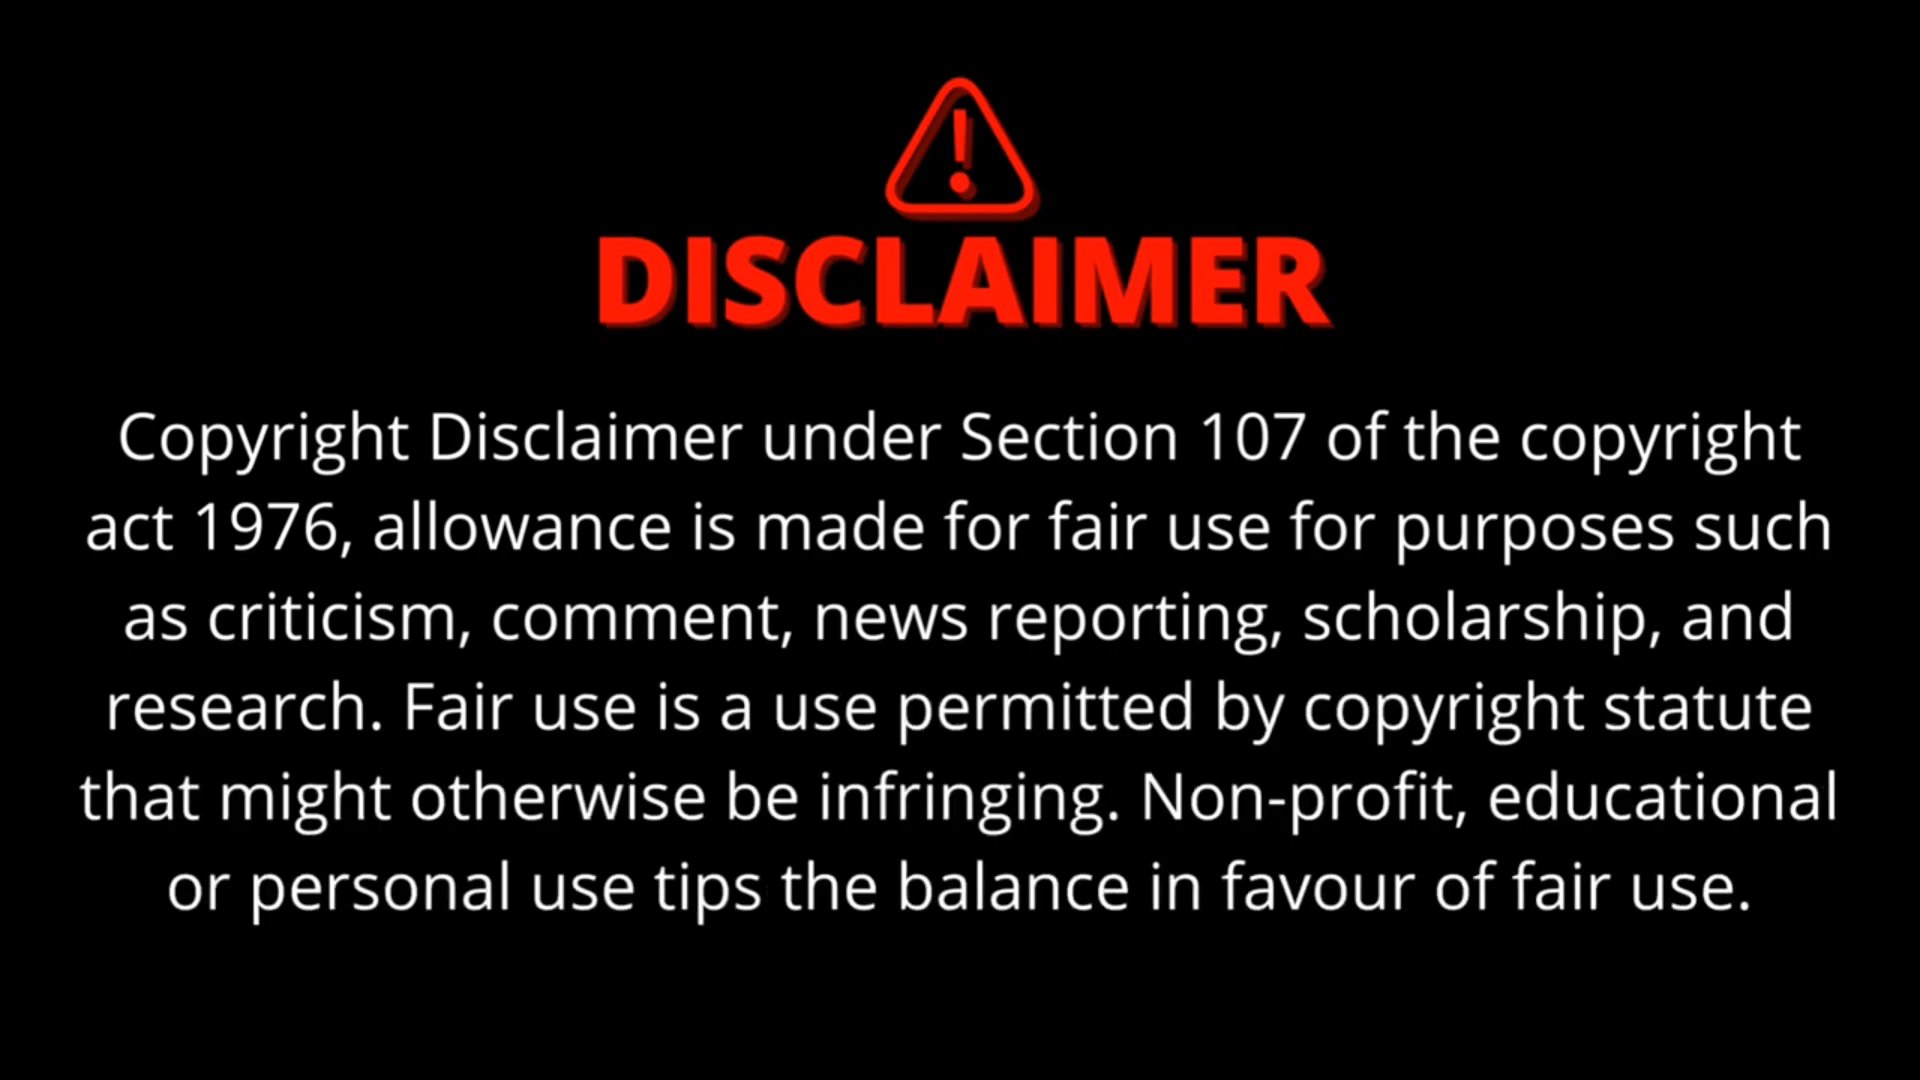 DISCLAIMER
Copyright Disclaimer under Section 107 of the copyright
act 1976, allowance is made for fair use for purposes such
as criticism, comment, news reporting, scholarship, and
research. Fair use is a use permitted by copyright statute
that might otherwise be infringing. Non-profit, educational
or personal use tips the balance in favour of fair use.